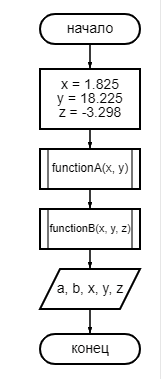 начало
x = 1.825
y = 18.225
z = -3.298
functionA(x, y)
functionB(x, y, z)
a, b, x, y, z
конец